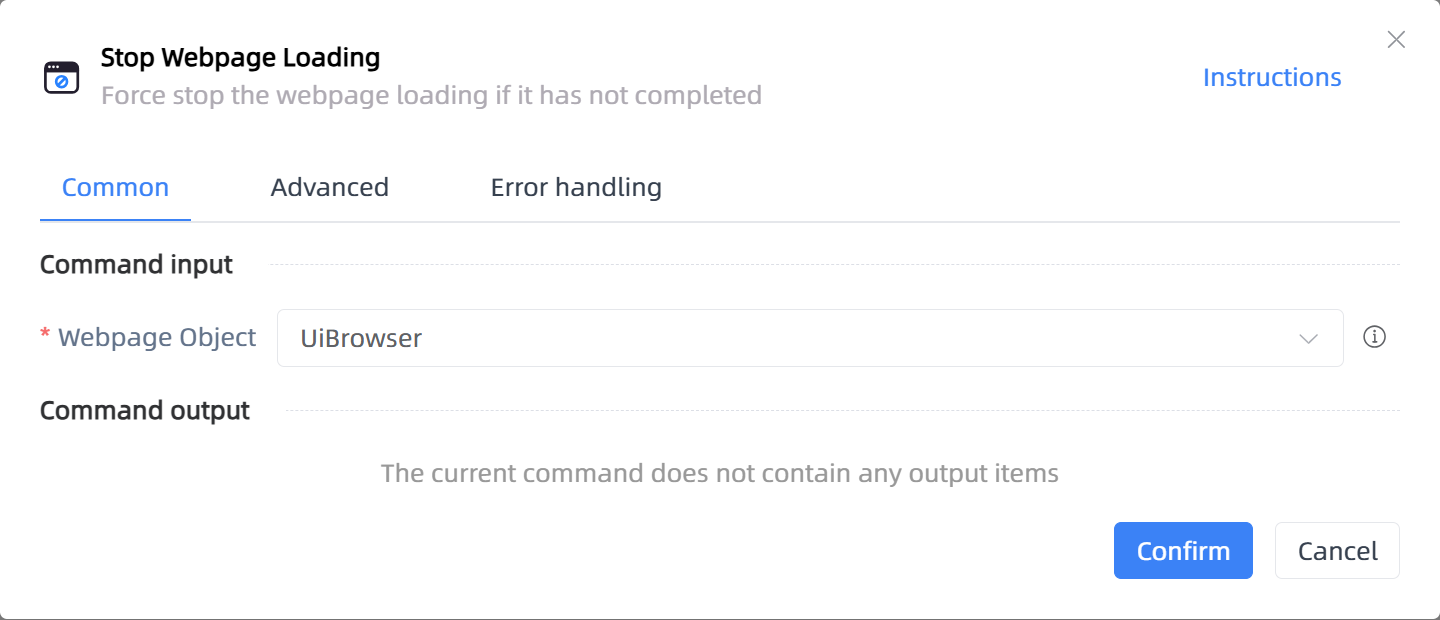 Stop Webpage Loading
Force stop the webpage loading if it has not completed
Instructions
Common Advanced Error handling
Command input
* Webpage Object UiBrowser
Command output
The current command does not contain any output items
Confirm Cancel